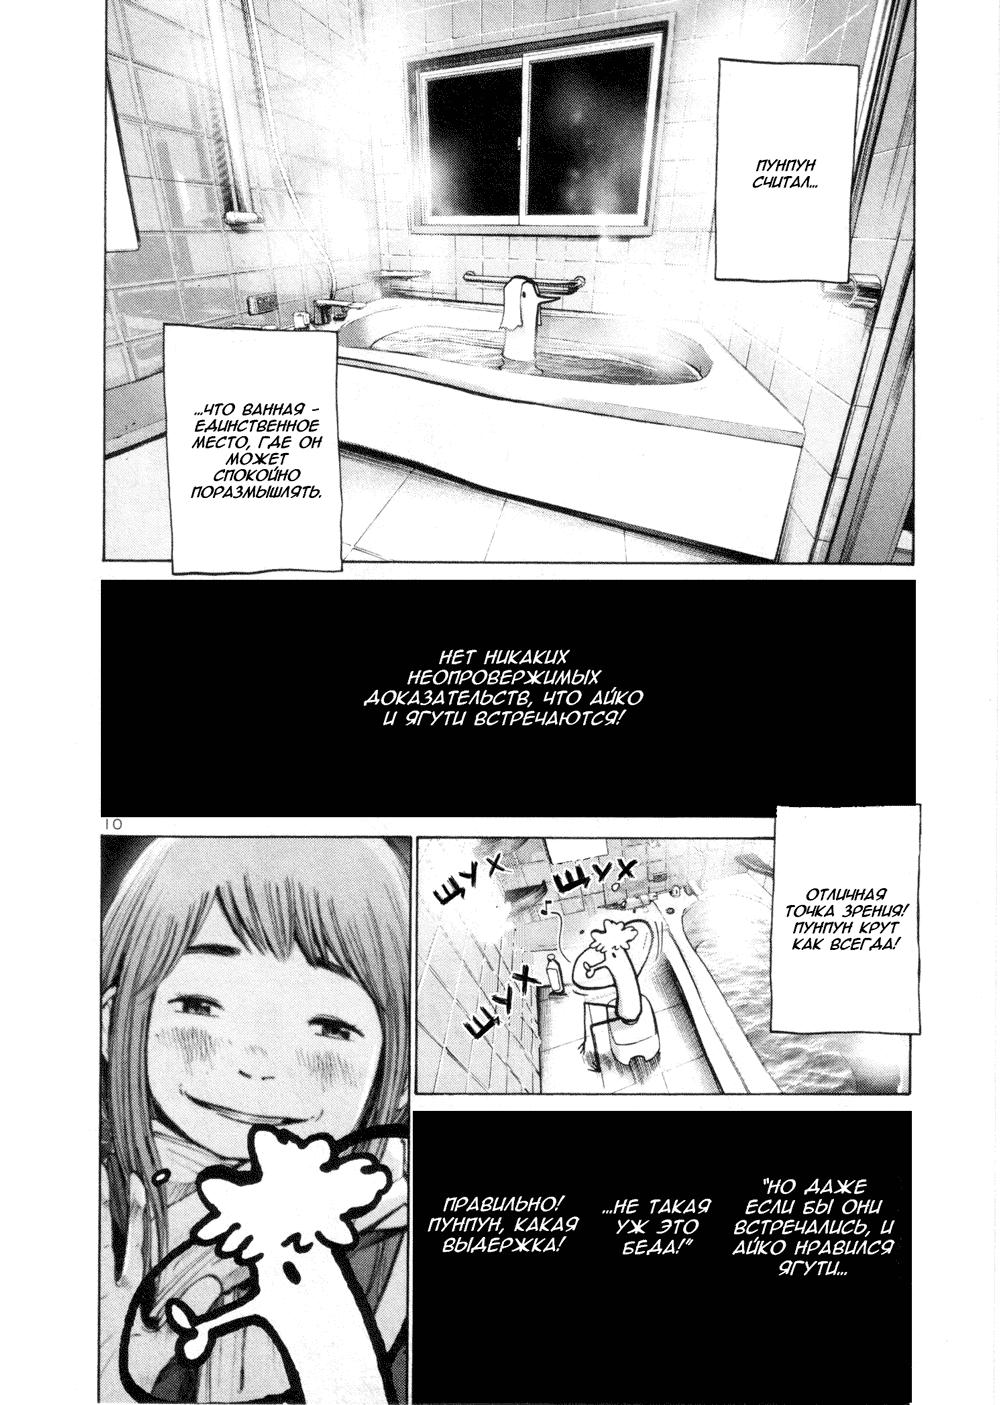 ПУНПУН
СЧИТАЛ...
...ЧТО ВАННАЯ -
ЕДИНСТВЕННОЕ
МЕСТО, ГДЕ ОН
МОЖЕТ
СПОКОЙНО
ПОРАЗМЫШЛЯТЬ.
НЕТ НИКАКИХ
НЕОПРОВЕРЖИМЫХ
ДОКАЗАТЕЛЬСТВ, ЧТО АЙКО
И ЯГУТИ ВСТРЕЧАЮТСЯ!
10
ОТЛИЧНАЯ
ТОЧКА ЗРЕНИЯ!
ПУНПУН КРУТ
КАК ВСЕГДА!
ЩУХ
ЩУХ
ЩУХ
"НО ДАЖЕ
ЕСЛИ БЫ ОНИ
ВСТРЕЧАЛИСЬ, И
АЙКО НРАВИЛСЯ
ЯГУТИ...
...НЕ ТАКАЯ
УЖ ЭТО
БЕДА!"
ПРАВИЛЬНО!
ПУНПУН, КАКАЯ
ВЫДЕРЖКА!